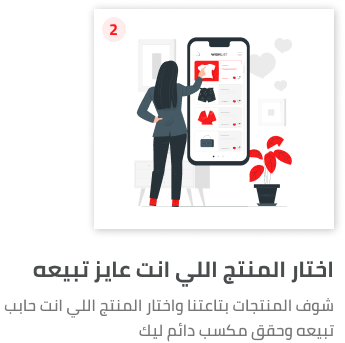 2
WISHLIST
اختار المنتج اللي انت عايز تبيعه
شوف المنتجات بتاعتنا واختار المنتج اللي انت حابب
تبيعه وحقق مكسب دائم ليك